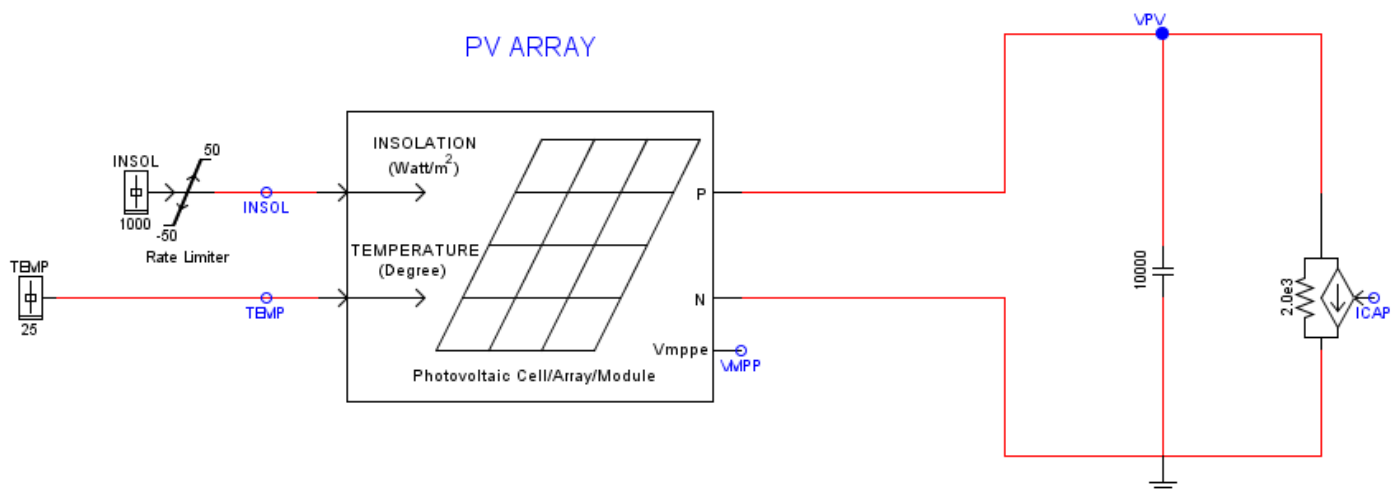 VPV
PV ARRAY
50
INSOL
1000
-50
Rate Limiter
INSOL
INSOLATION
(Watt/m²)
P
TEMP
25
TEMP
TEMPERATURE
(Degree)
N
Vmppe
VMPP
Photovoltaic Cell/Array/Module
10000
2.0e3
ICAP